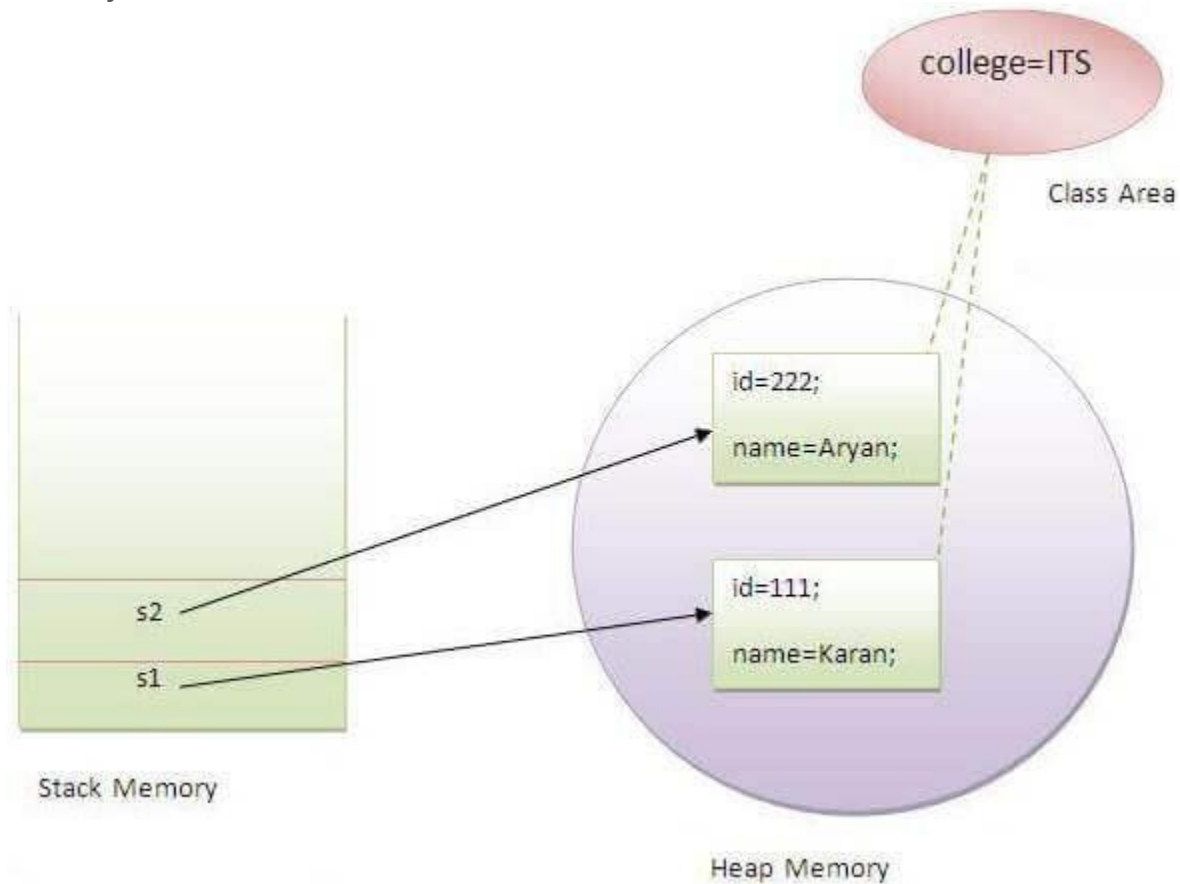 college=ITS
Class Area
id=222;
name=Aryan;
s2
id=111;
s1
name=Karan;
Stack Memory
Heap Memory